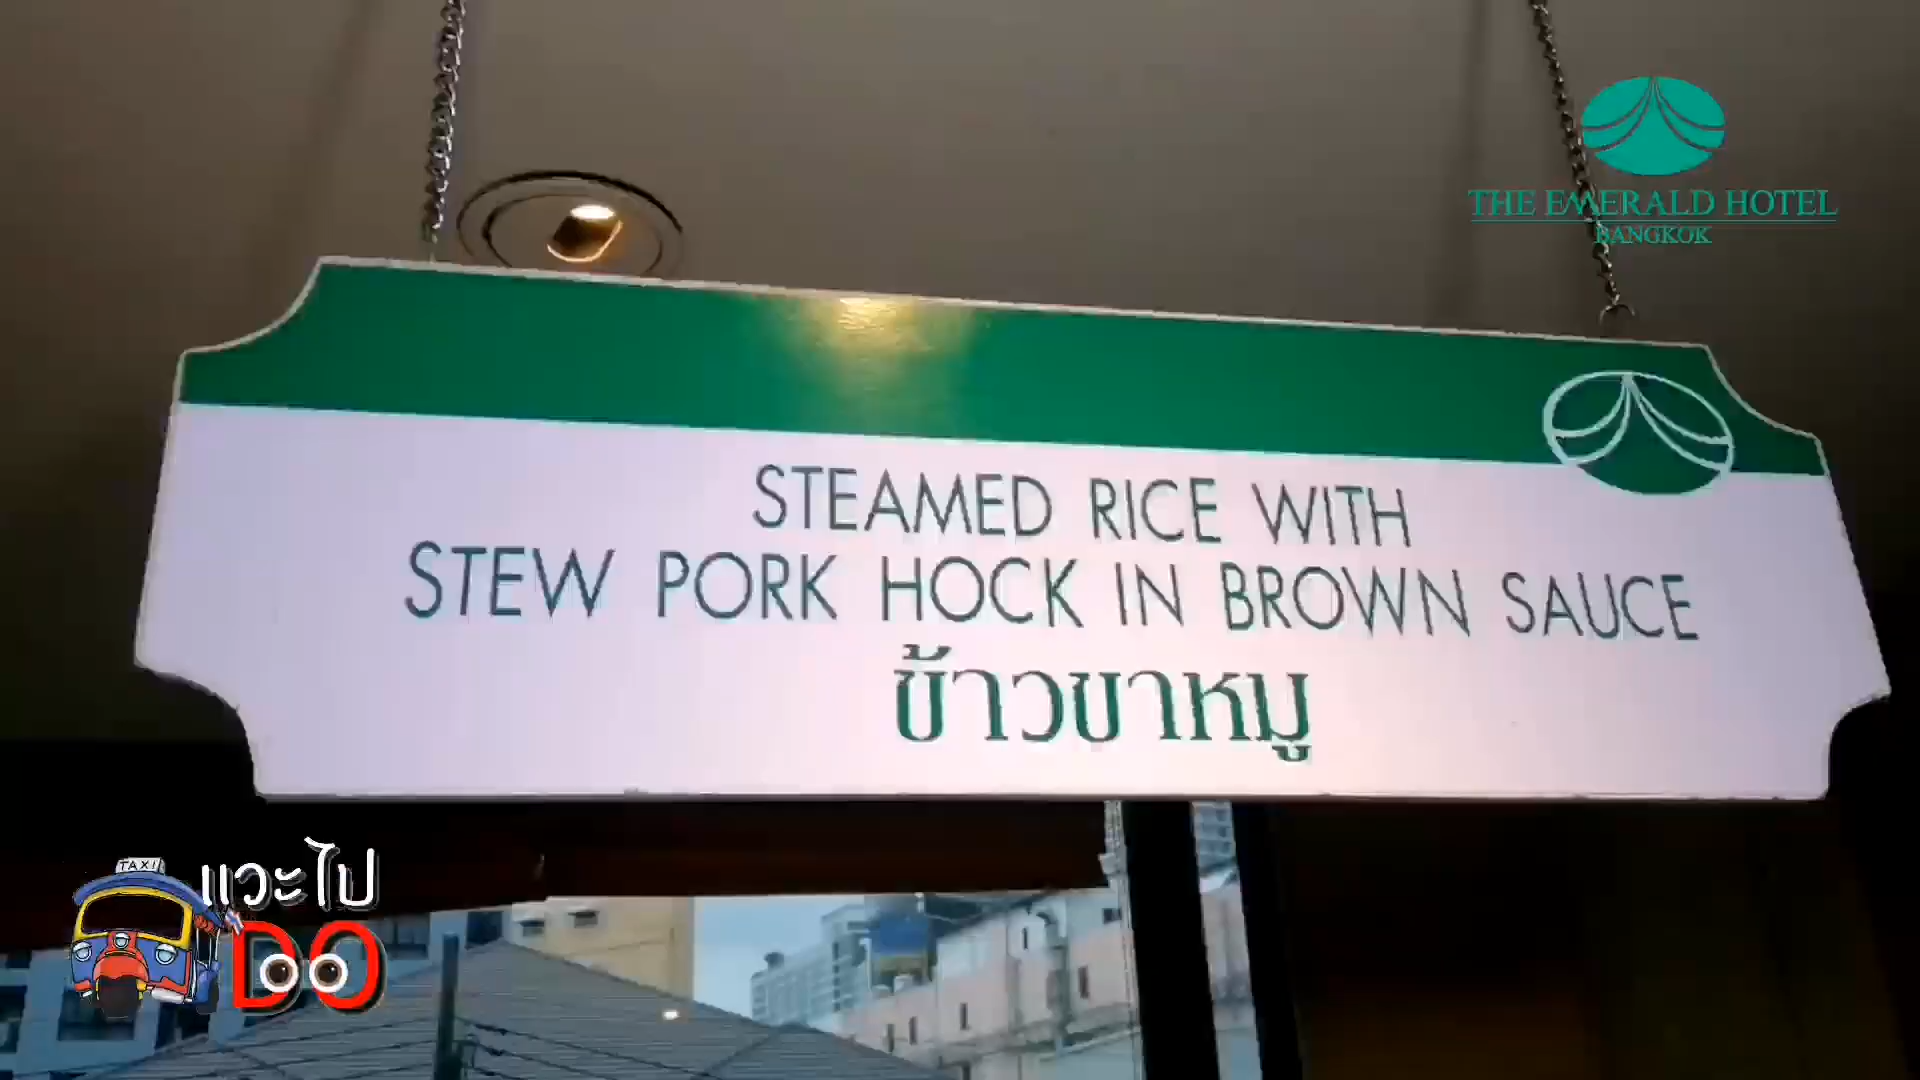 THE EMERALD HOTEL
BANGKOK
STEAMED RICE WITH
STEW PORK HOCK IN BROWN SAUCE
ข้าวขาหมู
TAXI
แวะไป
DOO